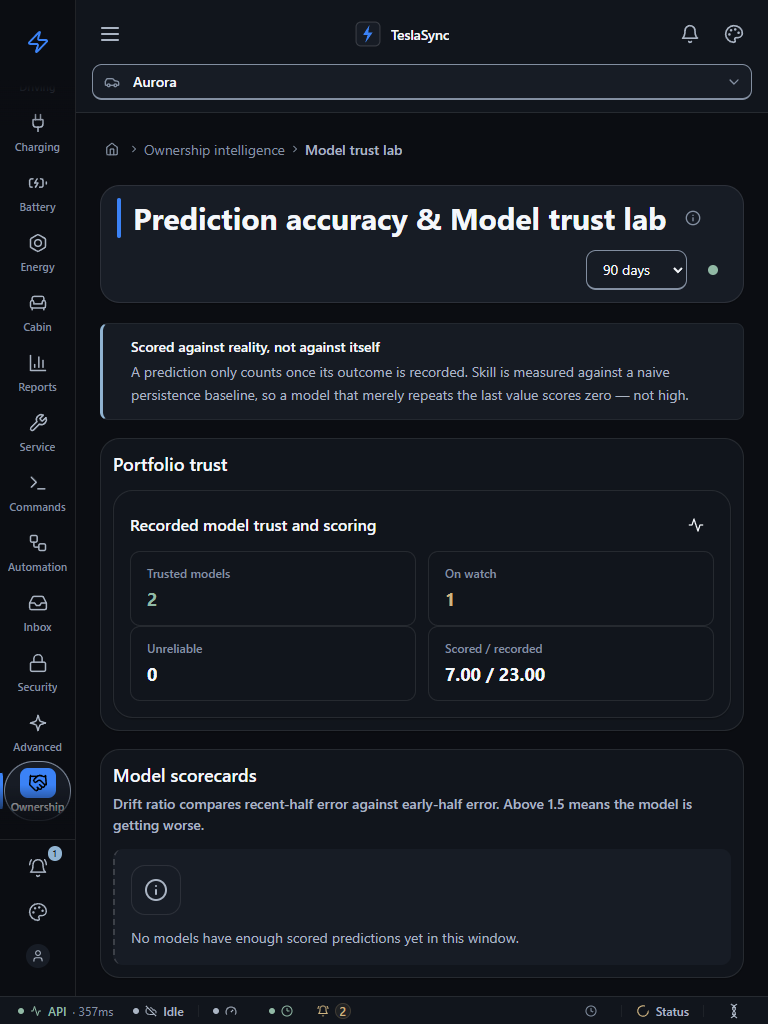 TeslaSync
Aurora
Charging
Battery
Energy
Cabin
Reports
Service
Commands
Automation
Inbox
Security
Advanced
Ownership
1
Ownership intelligence > Model trust lab
Prediction accuracy & Model trust lab
90 days
Scored against reality, not against itself
A prediction only counts once its outcome is recorded. Skill is measured against a naive
persistence baseline, so a model that merely repeats the last value scores zero — not high.
Portfolio trust
Recorded model trust and scoring
Trusted models
2
On watch
1
Unreliable
0
Scored / recorded
7.00 / 23.00
Model scorecards
Drift ratio compares recent-half error against early-half error. Above 1.5 means the model is
getting worse.
No models have enough scored predictions yet in this window.
API · 357ms
Idle
2
Status